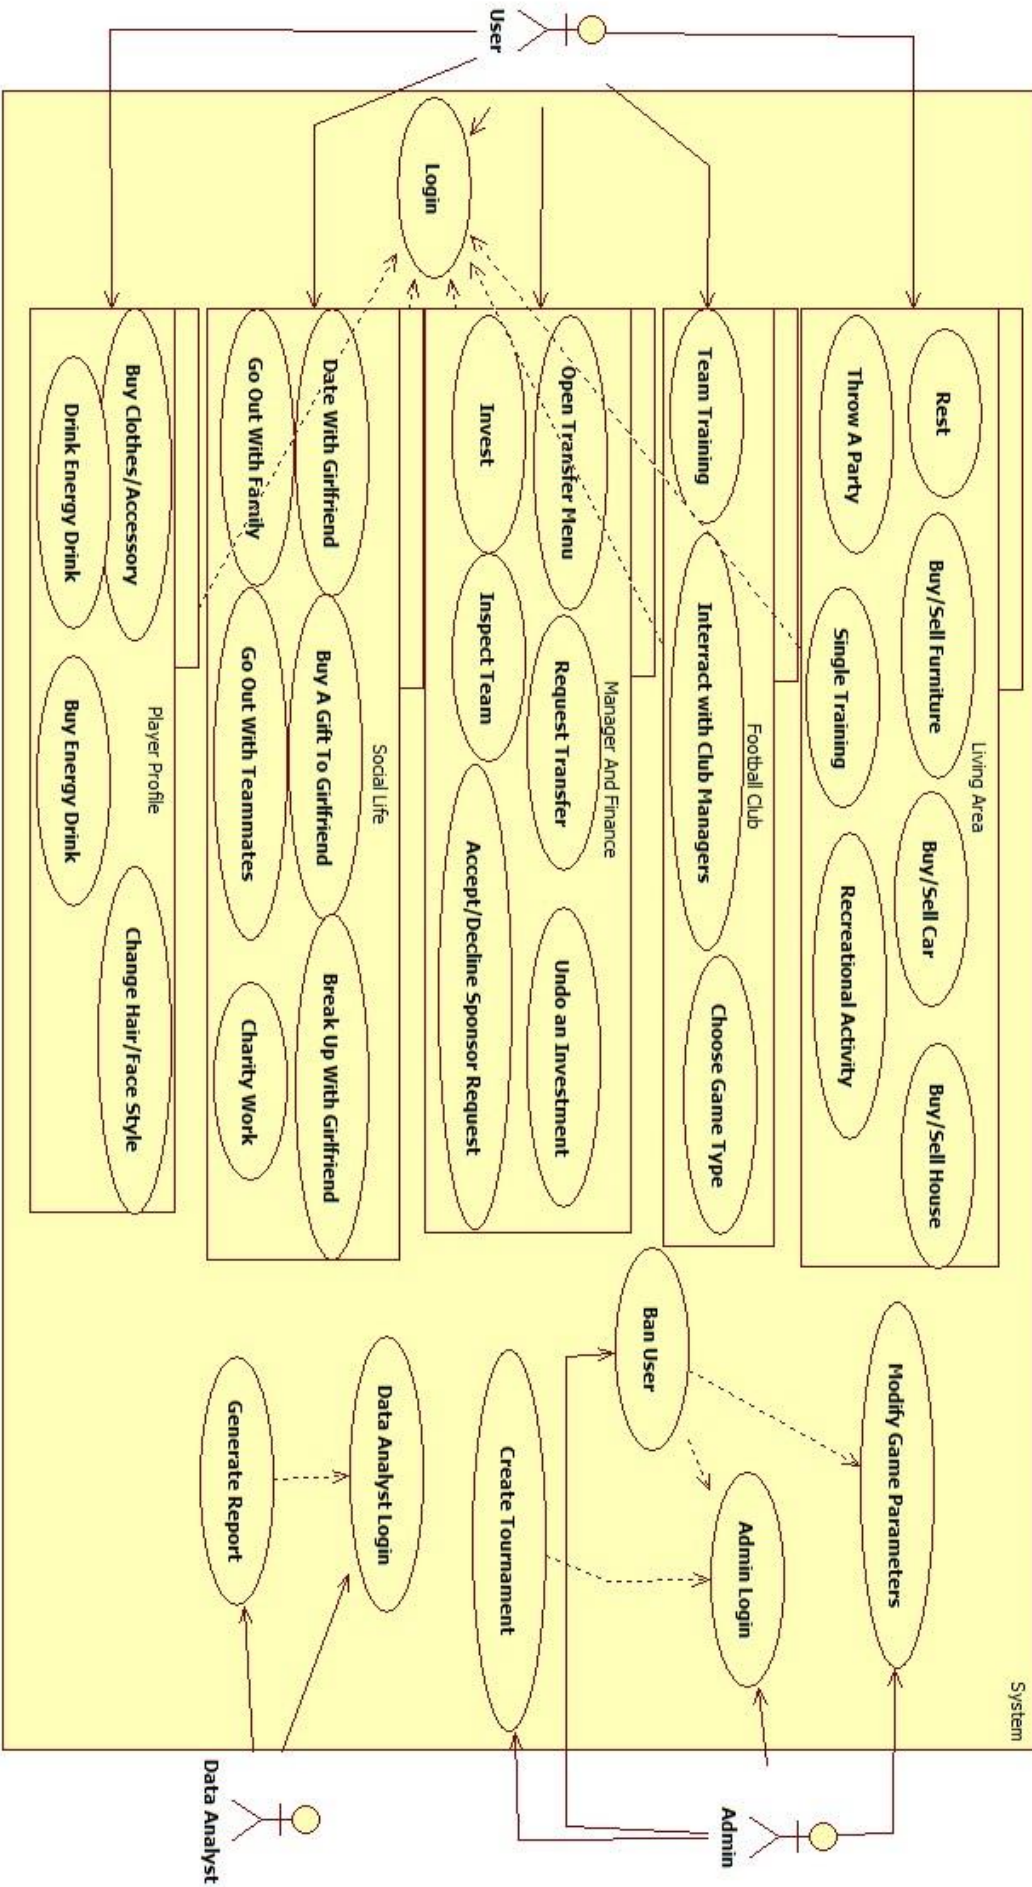 System
User
Login
Living Area
Rest
Buy/Sell Furniture
Buy/Sell Car
Buy/Sell House
Throw A Party
Single Training
Recreational Activity
Football Club
Team Training
Interract with Club Managers
Choose Game Type
Manager And Finance
Open Transfer Menu
Request Transfer
Undo an Investment
Invest
Inspect Team
Accept/Decline Sponsor Request
Social Life
Date With Girlfriend
Buy A Gift To Girlfriend
Break Up With Girlfriend
Go Out With Family
Go Out With Teammates
Charity Work
Player Profile
Buy Clothes/Accessory
Change Hair/Face Style
Drink Energy Drink
Buy Energy Drink
Modify Game Parameters
Admin Login
Ban User
Create Tournament
Data Analyst Login
Generate Report
Admin
Data Analyst